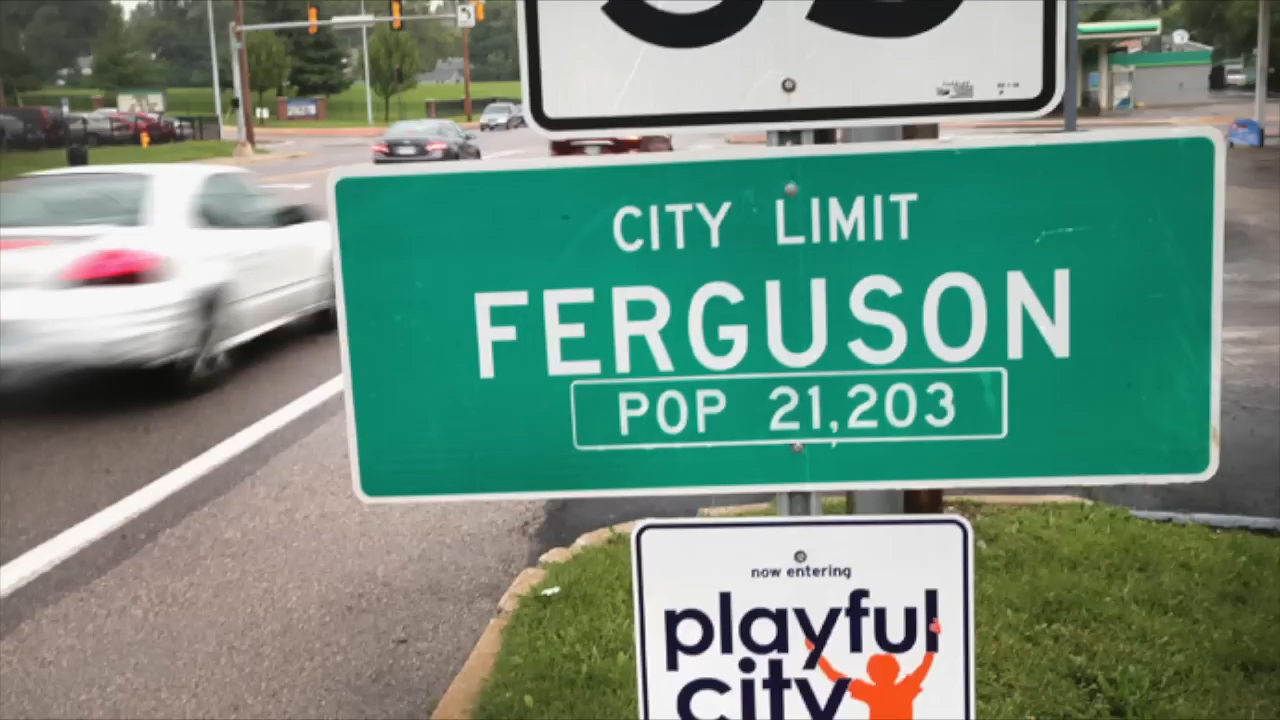 CITY LIMIT
FERGUSON
POP 21,203
now entering
playful
city